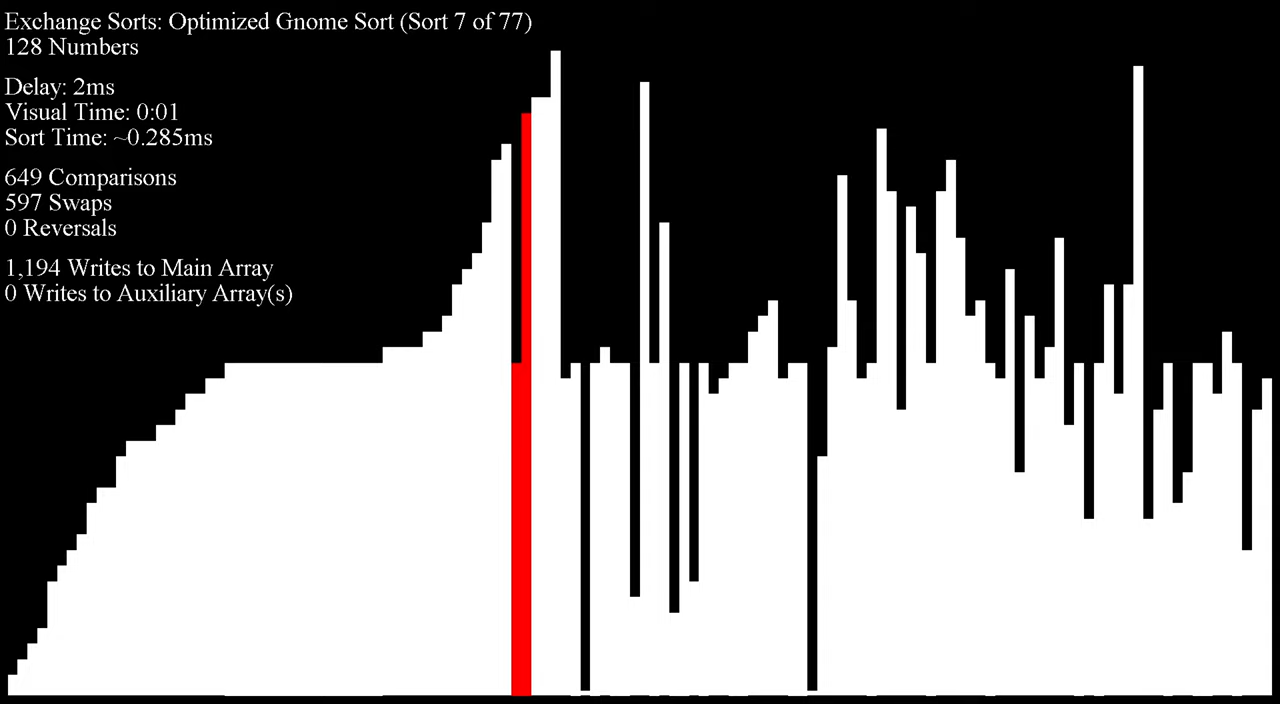 Exchange Sorts: Optimized Gnome Sort (Sort 7 of 77)
128 Numbers
Delay: 2ms
Visual Time: 0:01
Sort Time: ~0.285ms
649 Comparisons
597 Swaps
0 Reversals
1,194 Writes to Main Array
0 Writes to Auxiliary Array(s)